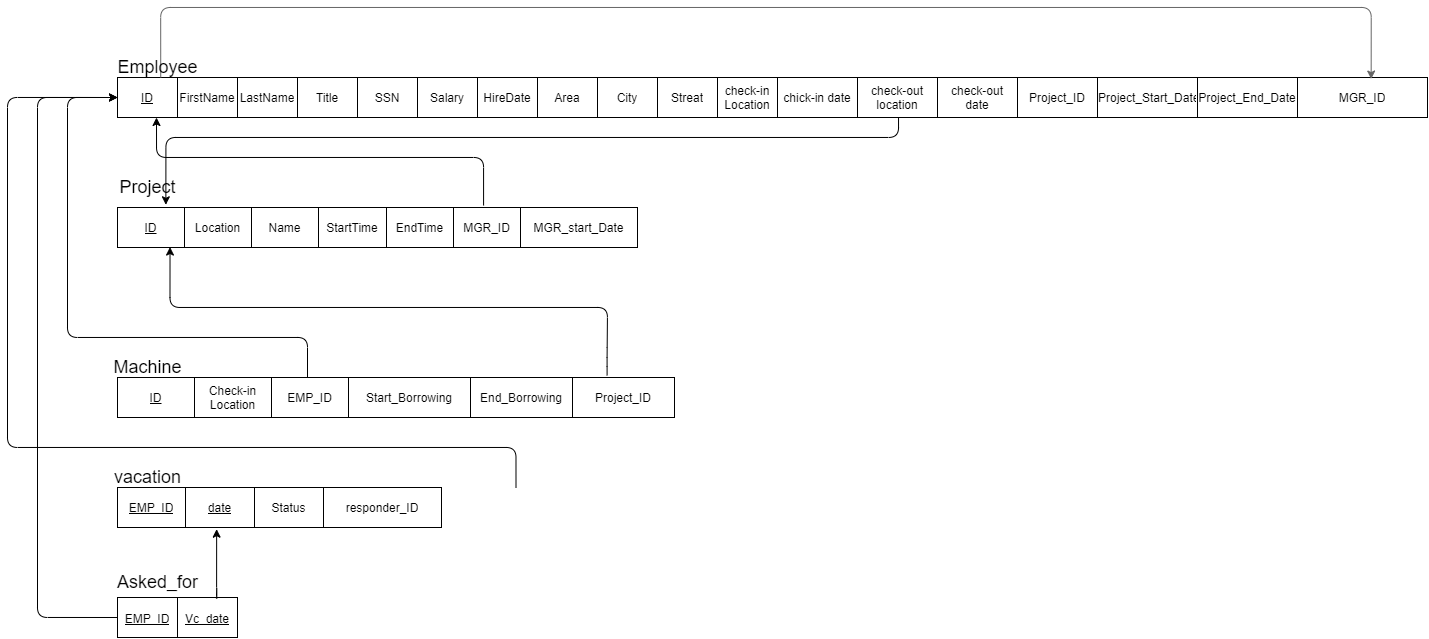 Employee
ID FirstName LastName Title SSN Salary HireDate Area City Streat check-in Location chick-in date check-out location check-out date Project_ID Project_Start_Date Project_End_Date MGR_ID
Project
ID Location Name StartTime EndTime MGR_ID MGR_start_Date
Machine
ID Check-in Location EMP_ID Start_Borrowing End_Borrowing Project_ID
vacation
EMP_ID date Status responder_ID
Asked_for
EMP_ID Vc_date